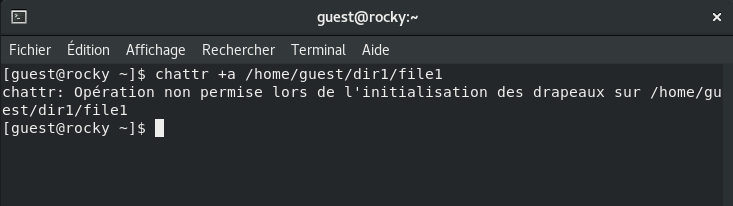 guest@rocky:~
Fichier Édition Affichage Rechercher Terminal Aide
[guest@rocky ~]$ chattr +a /home/guest/dir1/file1
chattr: Opération non permise lors de l'initialisation des drapeaux sur /home/gu
est/dir1/file1
[guest@rocky ~]$